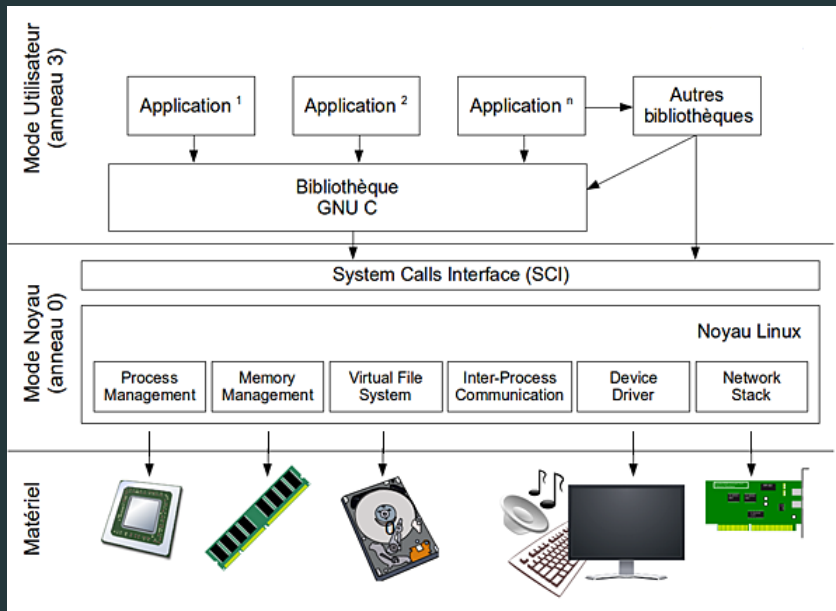 Mode Utilisateur
(anneau 3)
Application 1
Application 2
Application n
Autres
bibliothèques
Bibliothèque
GNU C
Mode Noyau
(anneau 0)
System Calls Interface (SCI)
Noyau Linux
Process
Management
Memory
Management
Virtual File
System
Inter-Process
Communication
Device
Driver
Network
Stack
Matériel